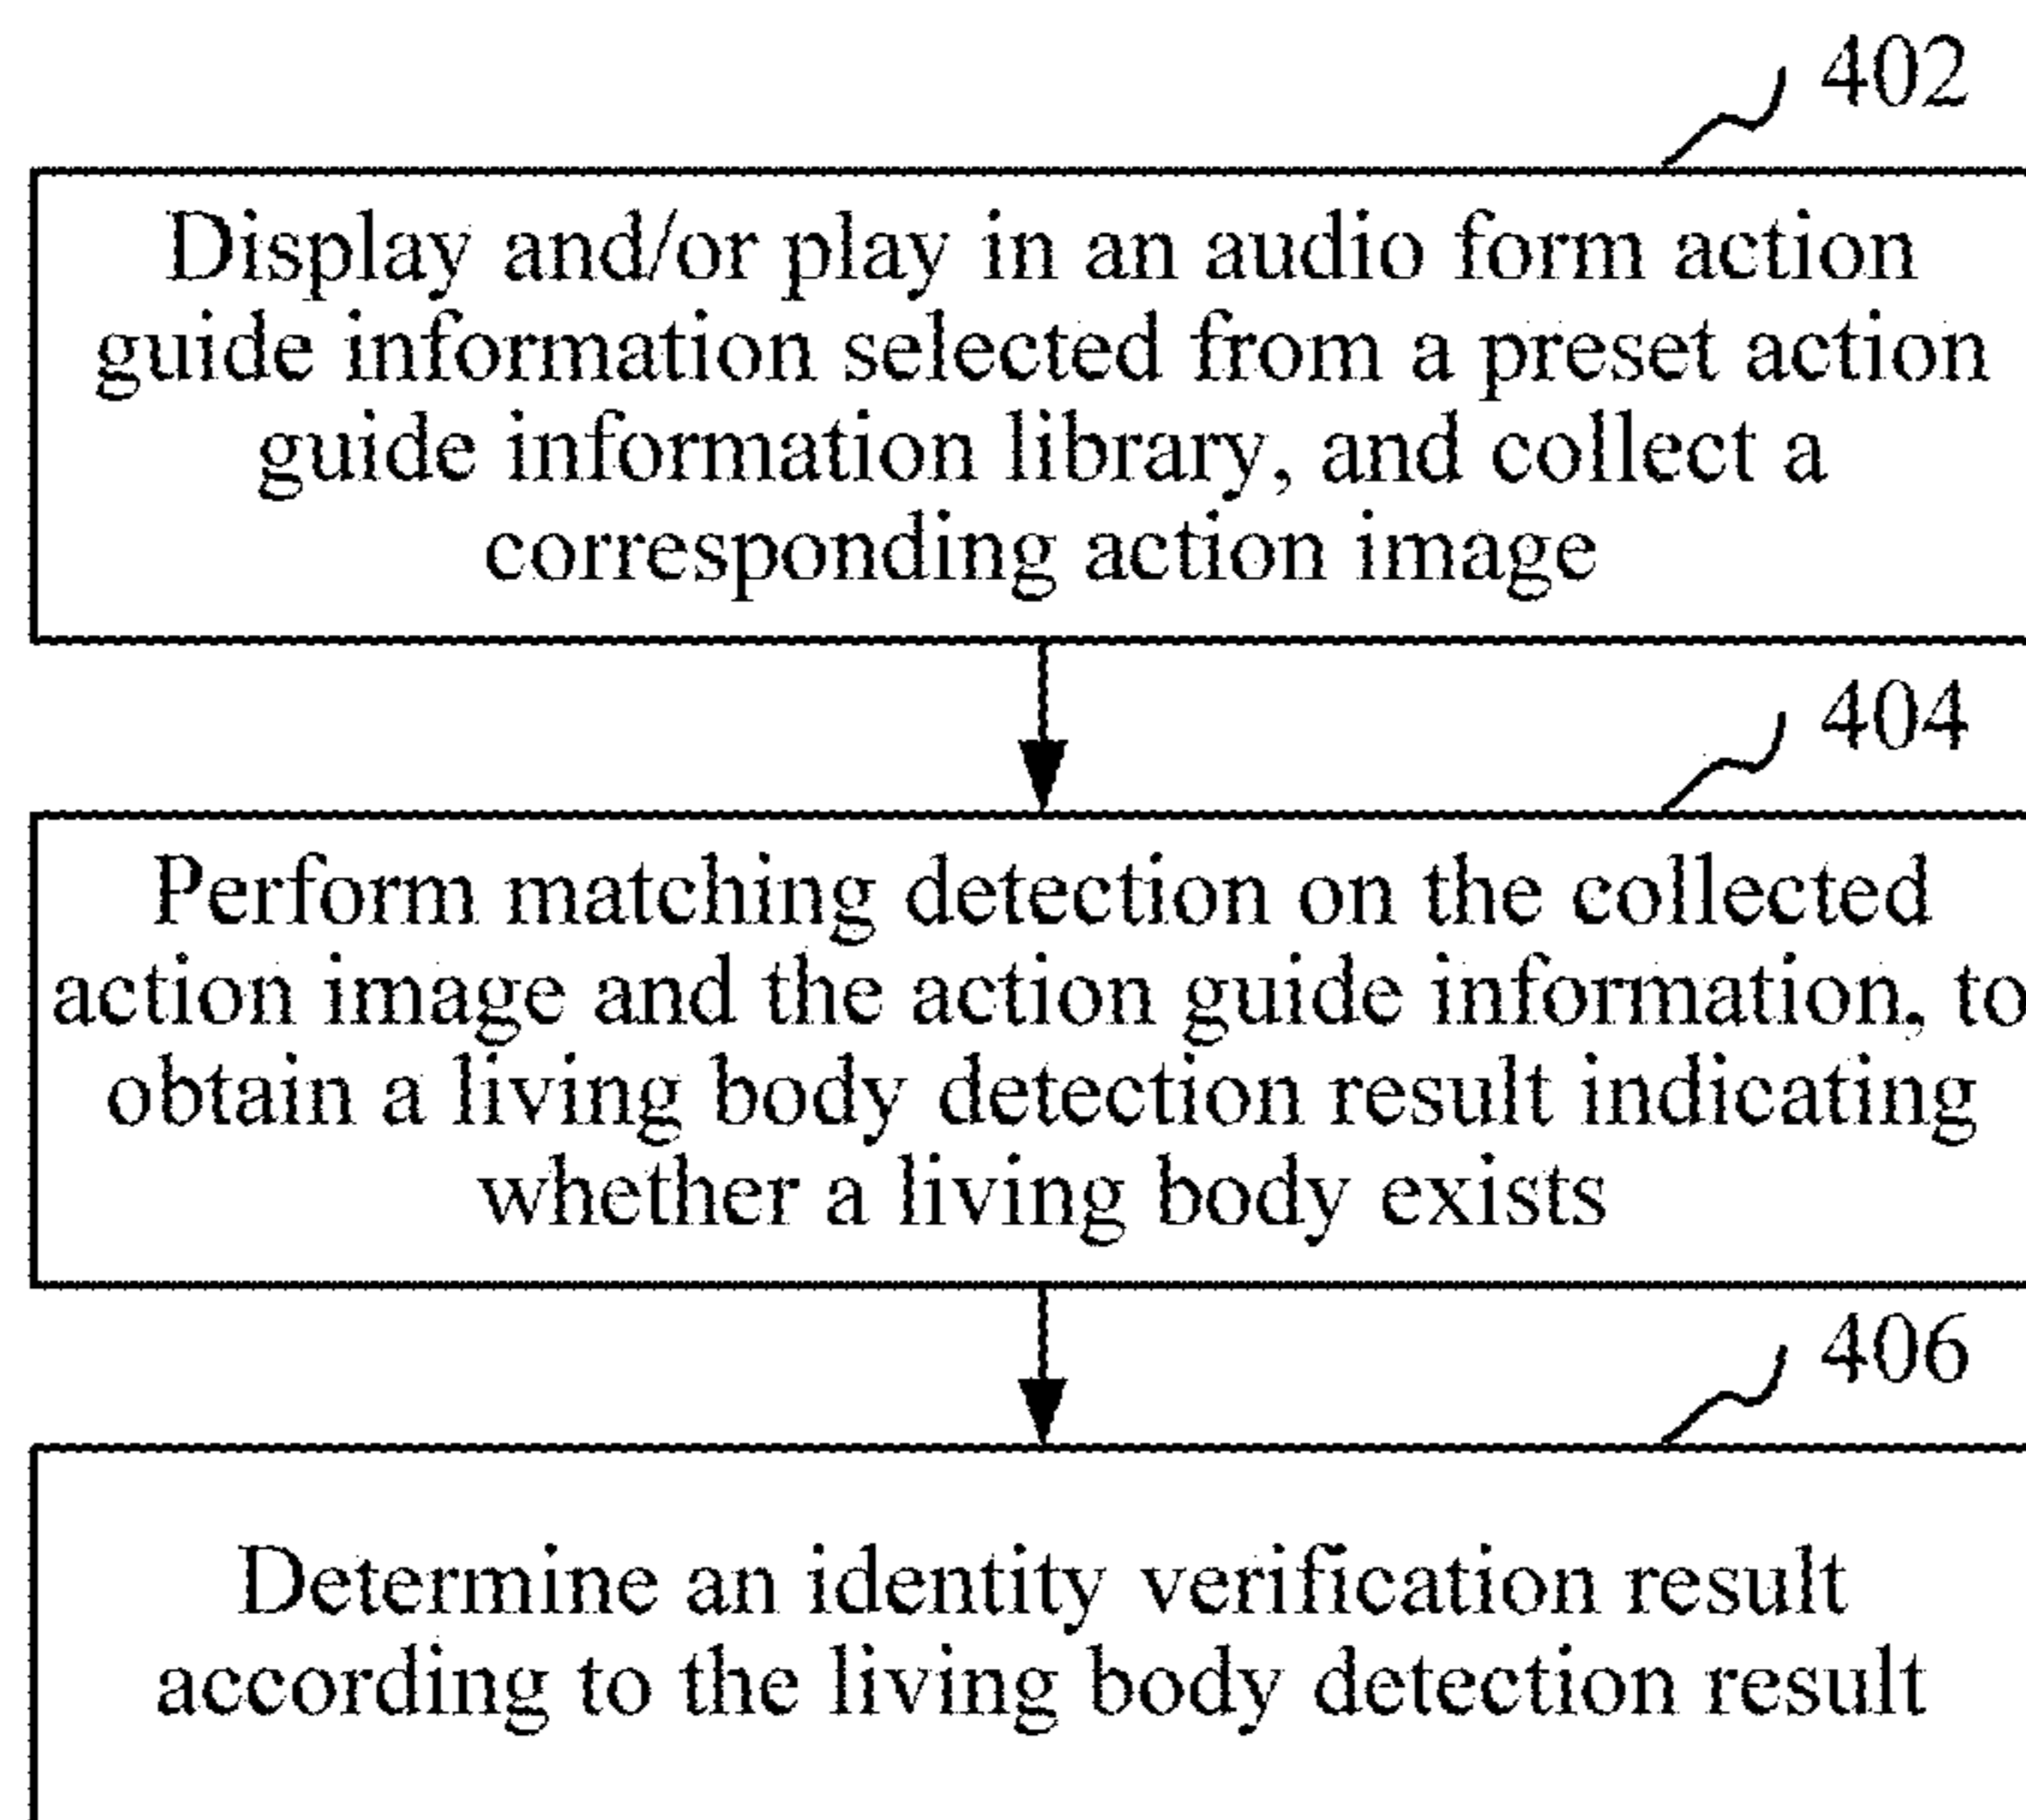 402
Display and/or play in an audio form action
guide information selected from a preset action
guide information library, and collect a
corresponding action image
404
Perform matching detection on the collected
action image and the action guide information, to
obtain a living body detection result indicating
whether a living body exists
406
Determine an identity verification result
according to the living body detection result